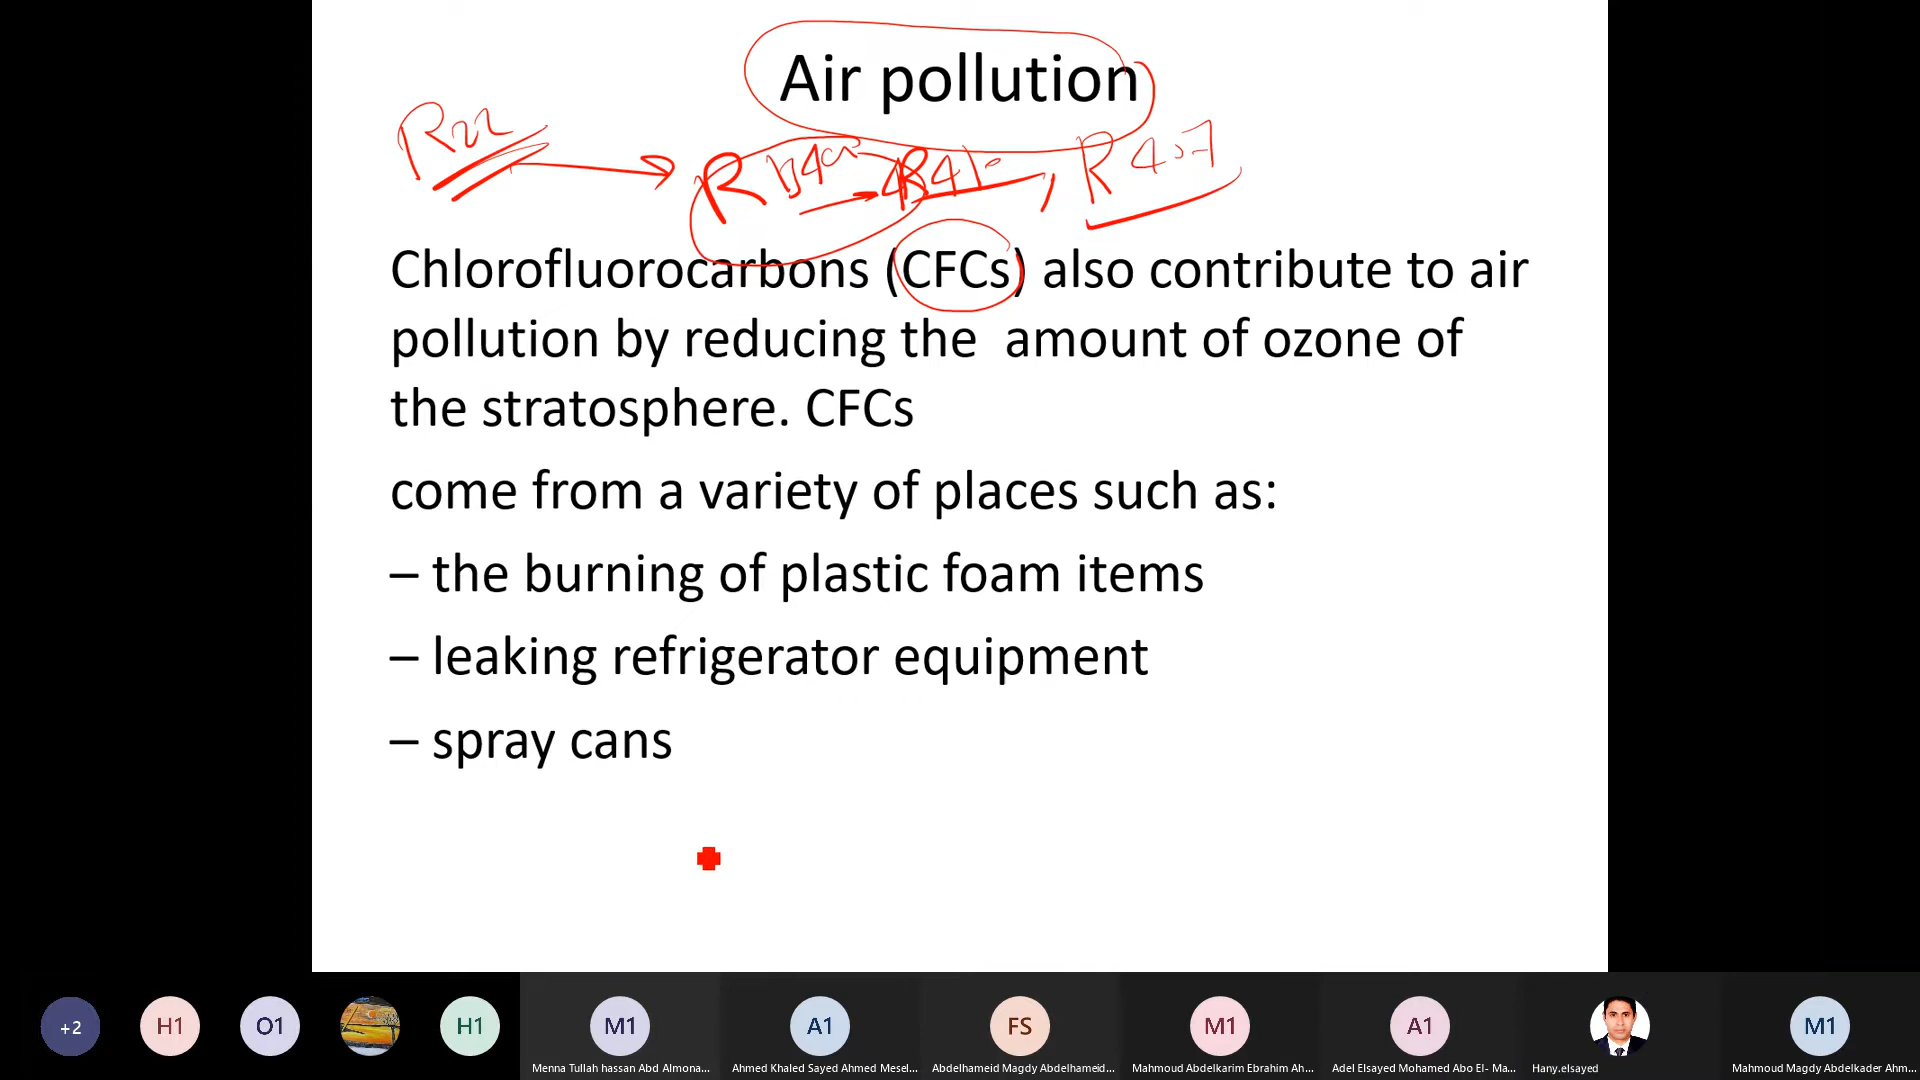 Air pollution
R22
R134a R410, R407
Chlorofluorocarbons (CFCs) also contribute to air
pollution by reducing the amount of ozone of
the stratosphere. CFCs
come from a variety of places such as:
– the burning of plastic foam items
– leaking refrigerator equipment
– spray cans
+2 H1 O1 H1 M1 A1 FS M1 A1 M1
Menna Tullah hassan Abd Almona... Ahmed Khaled Sayed Ahmed Mesel... Abdelhameid Magdy Abdelhameid... Mahmoud Abdelkarim Ebrahim Ah... Adel Elsayed Mohamed Abo El- Ma... Hany.elsayed Mahmoud Magdy Abdelkader Ahm...